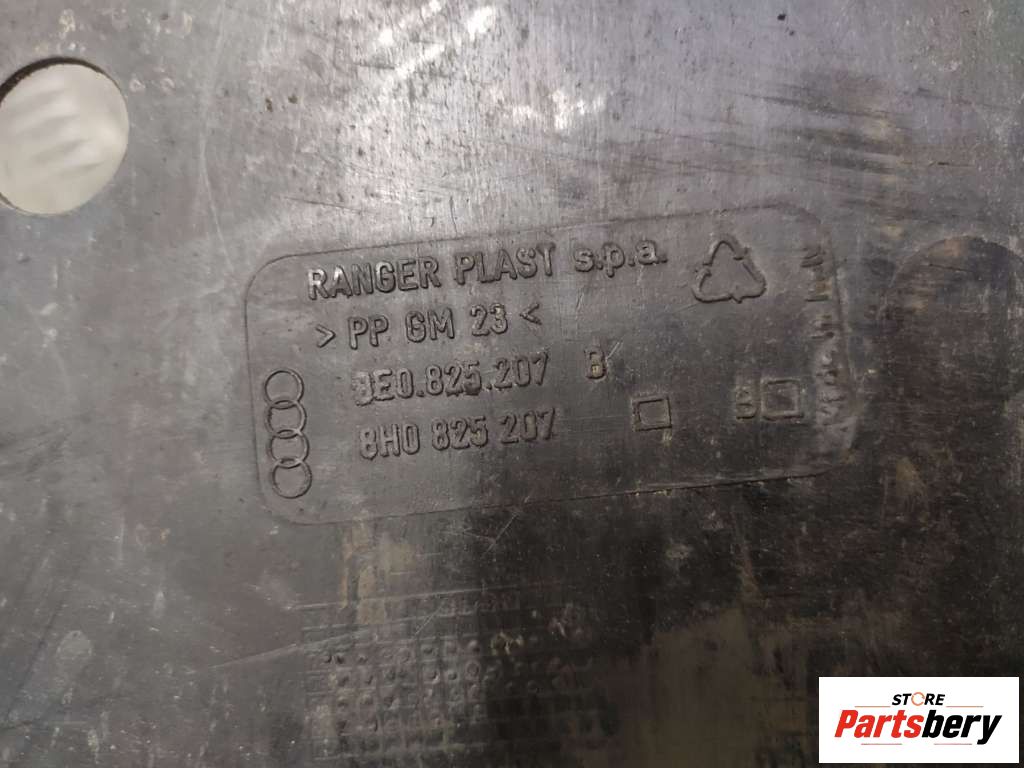 RANGER PLAST s.p.a.
> PP GM 23 <
8E0.825.207 B
8H0 825 207
STORE
Partsbery